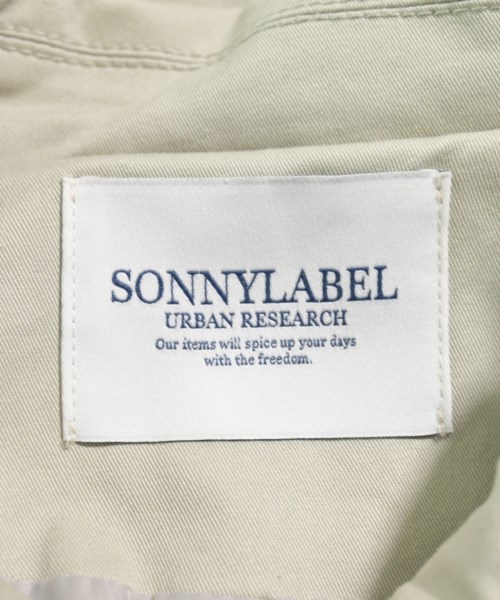 SONNYLABEL
URBAN RESEARCH
Our items will spice up your days
with the freedom.